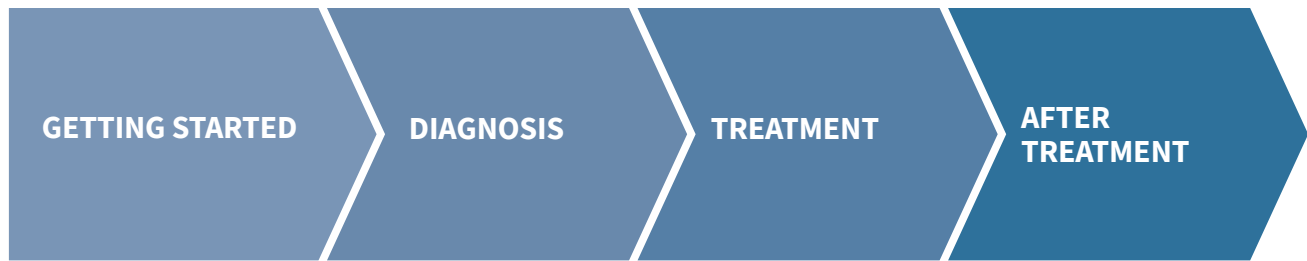 GETTING STARTED
DIAGNOSIS
TREATMENT
AFTER
TREATMENT